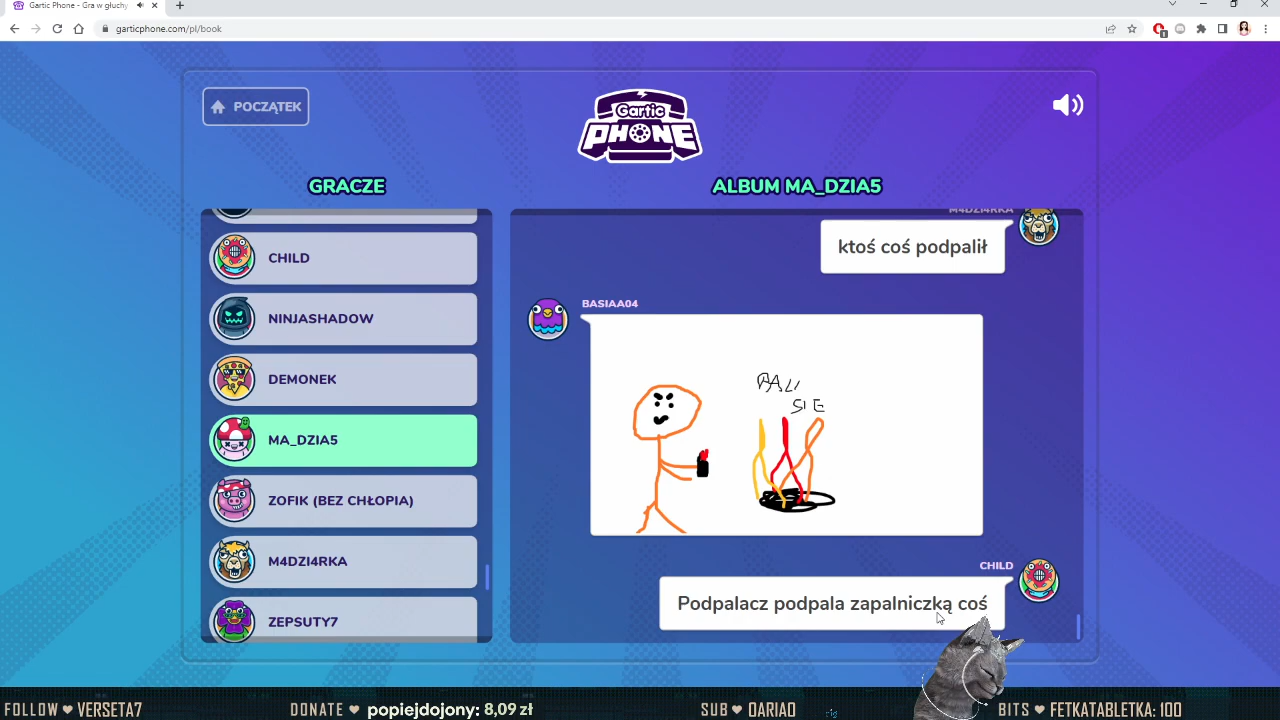 Gartic Phone - Gra w głuchy
garticphone.com/pl/book
POCZĄTEK
Gartic
PHONE
GRACZE
CHILD
NINJASHADOW
DEMONEK
MA_DZIA5
ZOFIK (BEZ CHŁOPIA)
M4DZI4RKA
ZEPSUTY7
ALBUM MA_DZIA5
M4DZI4RKA
ktoś coś podpalił
BASIAA04
PALI
SIE
CHILD
Podpalacz podpala zapalniczką coś
FOLLOW ❤ VERSETA7
DONATE ❤ popiejdojony: 8,09 zł
SUB ❤ OARIAO
BITS ❤ FETKATABLETKA: 100